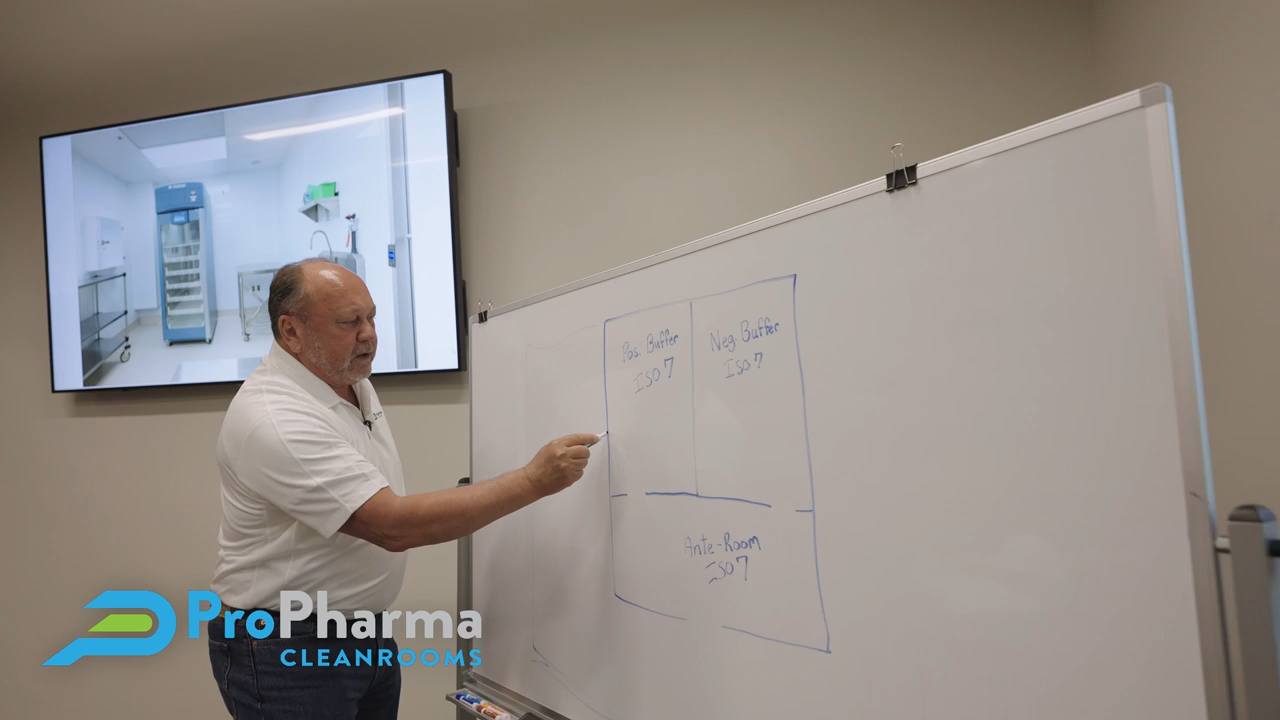 Pos. Buffer
ISO 7
Neg. Buffer
ISO 7
Ante-Room
ISO 7
ProPharma
CLEANROOMS